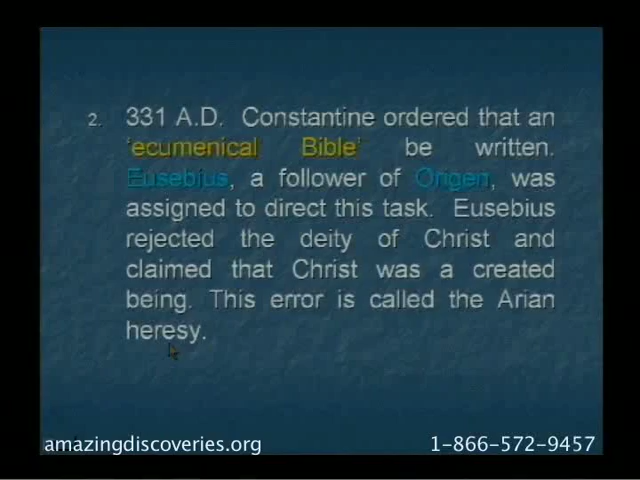 2. 331 A.D. Constantine ordered that an
'ecumenical Bible' be written.
Eusebius, a follower of Origen, was
assigned to direct this task. Eusebius
rejected the deity of Christ and
claimed that Christ was a created
being. This error is called the Arian
heresy.
amazingdiscoveries.org 1-866-572-9457